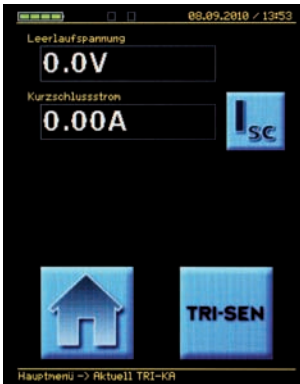 08.09.2010 / 13:53
Leerlaufspannung
0.0V
Kurzschlussstrom
0.00A
Isc
TRI-SEN
Hauptmenü -> Aktuell TRI-KA